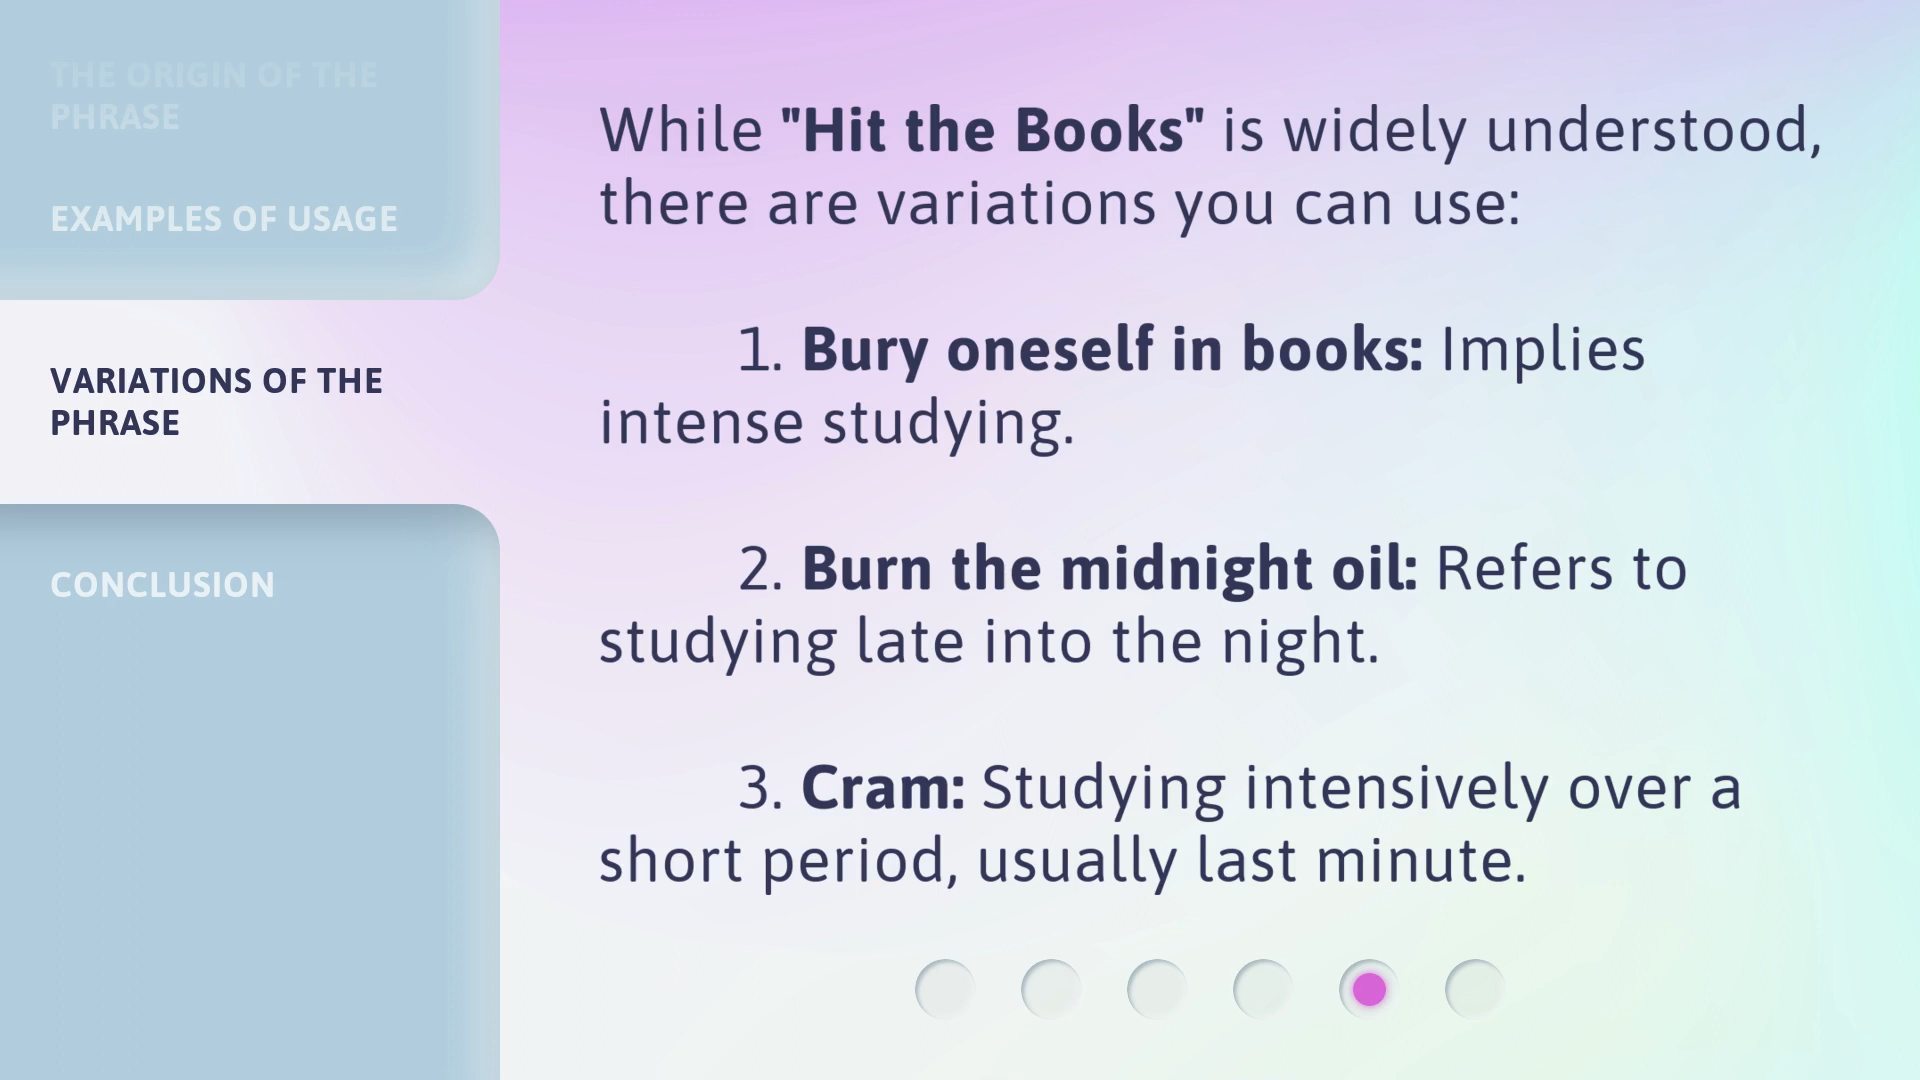 THE ORIGIN OF THE
PHRASE
EXAMPLES OF USAGE
VARIATIONS OF THE
PHRASE
CONCLUSION
While "Hit the Books" is widely understood,
there are variations you can use:
1. Bury oneself in books: Implies
intense studying.
2. Burn the midnight oil: Refers to
studying late into the night.
3. Cram: Studying intensively over a
short period, usually last minute.